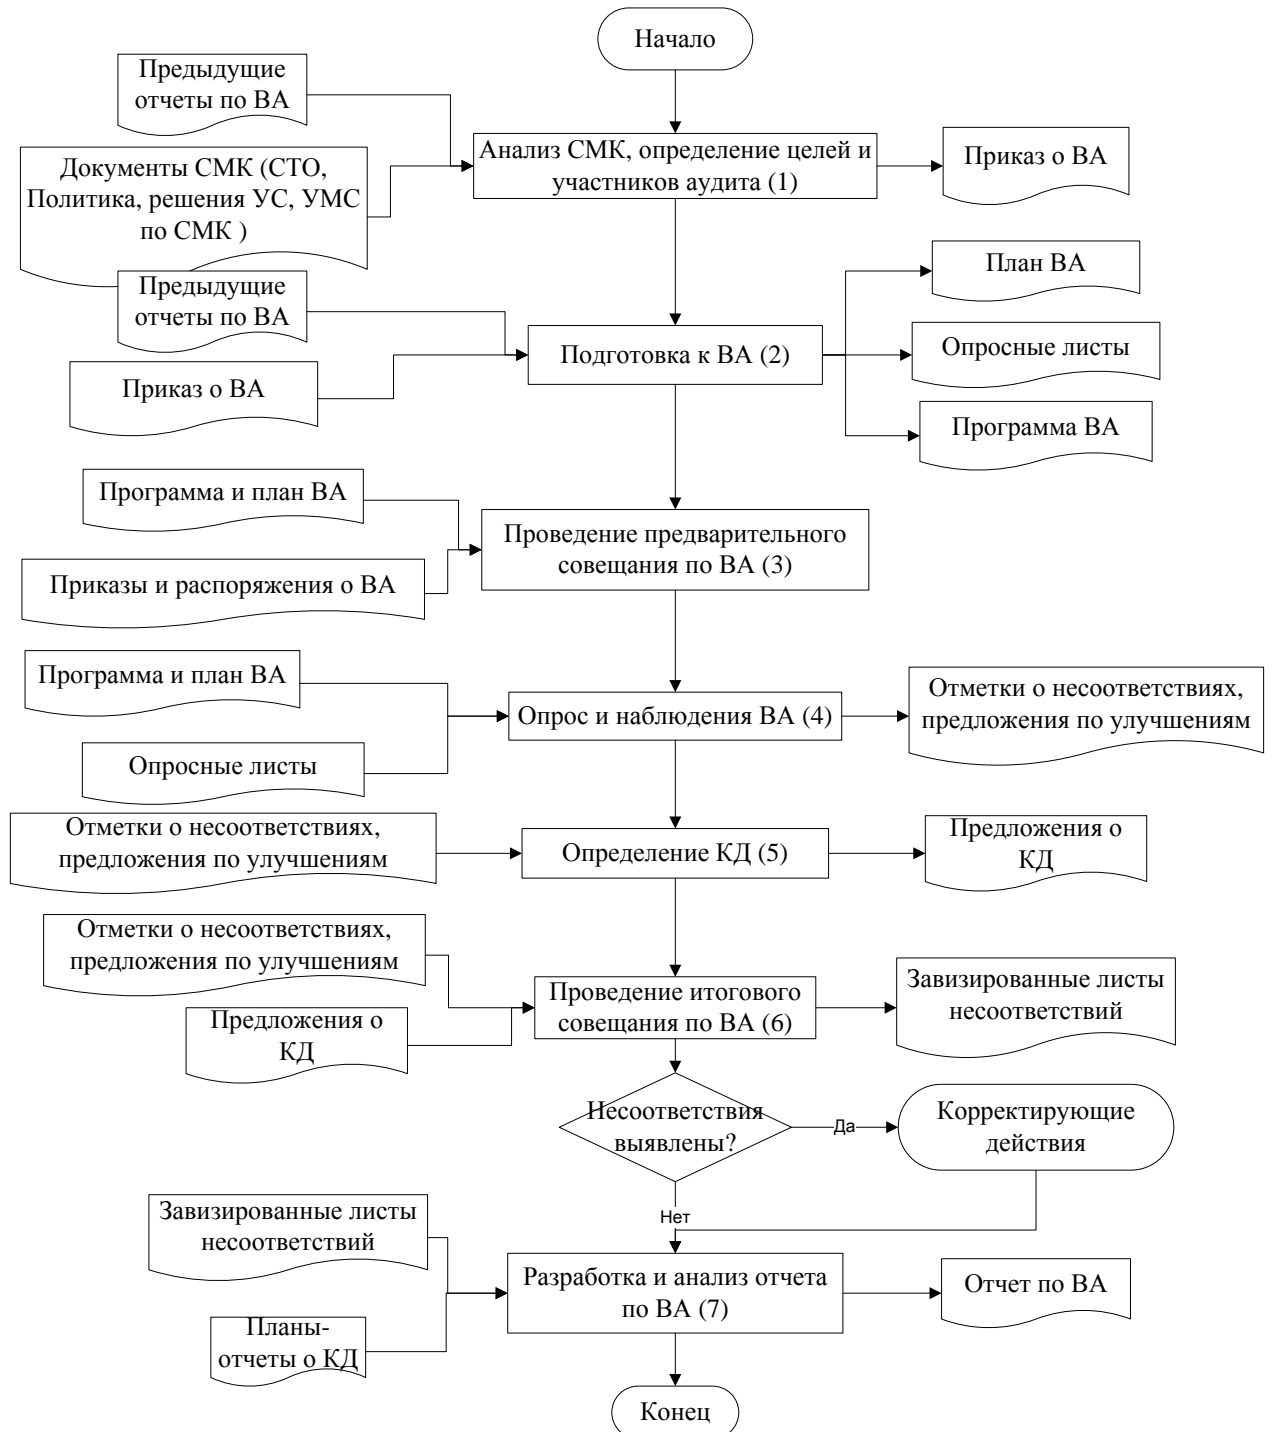 Начало
Предыдущие
отчеты по ВА
Документы СМК (СТО,
Политика, решения УС, УМС
по СМК )
Анализ СМК, определение целей и
участников аудита (1)
Приказ о ВА
Предыдущие
отчеты по ВА
Приказ о ВА
Подготовка к ВА (2)
План ВА
Опросные листы
Программа ВА
Программа и план ВА
Приказы и распоряжения о ВА
Проведение предварительного
совещания по ВА (3)
Программа и план ВА
Опросные листы
Опрос и наблюдения ВА (4)
Отметки о несоответствиях,
предложения по улучшениям
Отметки о несоответствиях,
предложения по улучшениям
Определение КД (5)
Предложения о
КД
Отметки о несоответствиях,
предложения по улучшениям
Предложения о
КД
Проведение итогового
совещания по ВА (6)
Завизированные листы
несоответствий
Несоответствия
выявлены?
Да
Корректирующие
действия
Нет
Завизированные листы
несоответствий
Планы-
отчеты о КД
Разработка и анализ отчета
по ВА (7)
Отчет по ВА
Конец